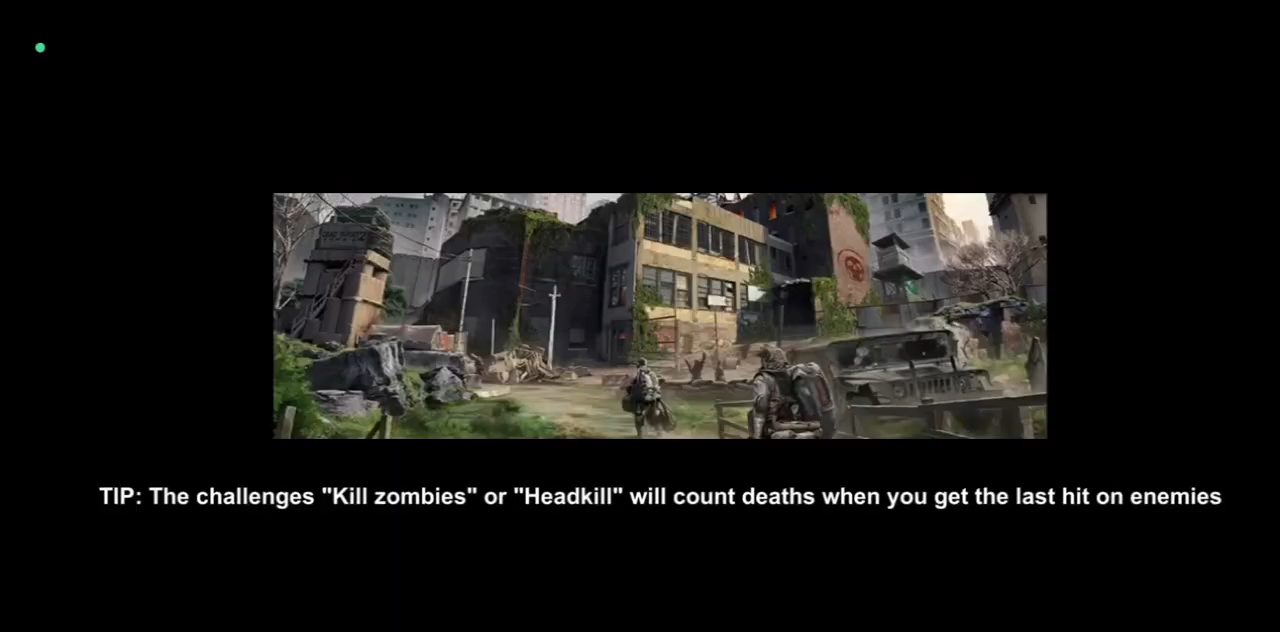 TIP: The challenges "Kill zombies" or "Headkill" will count deaths when you get the last hit on enemies